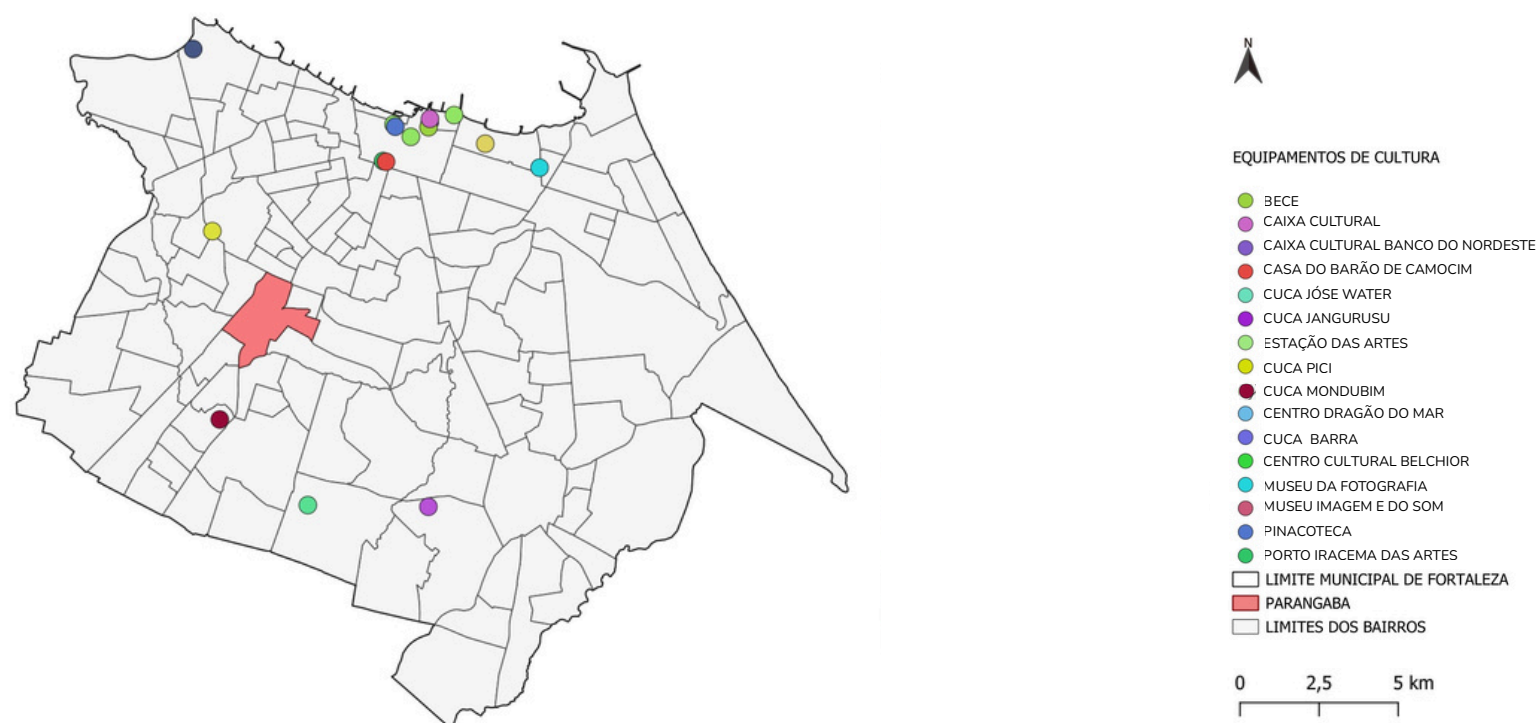 N
EQUIPAMENTOS DE CULTURA
BECE
CAIXA CULTURAL
CAIXA CULTURAL BANCO DO NORDESTE
CASA DO BARÃO DE CAMOCIM
CUCA JÓSE WATER
CUCA JANGURUSU
ESTAÇÃO DAS ARTES
CUCA PICI
CUCA MONDUBIM
CENTRO DRAGÃO DO MAR
CUCA BARRA
CENTRO CULTURAL BELCHIOR
MUSEU DA FOTOGRAFIA
MUSEU IMAGEM E DO SOM
PINACOTECA
PORTO IRACEMA DAS ARTES
LIMITE MUNICIPAL DE FORTALEZA
PARANGABA
LIMITES DOS BAIRROS
0 2,5 5 km